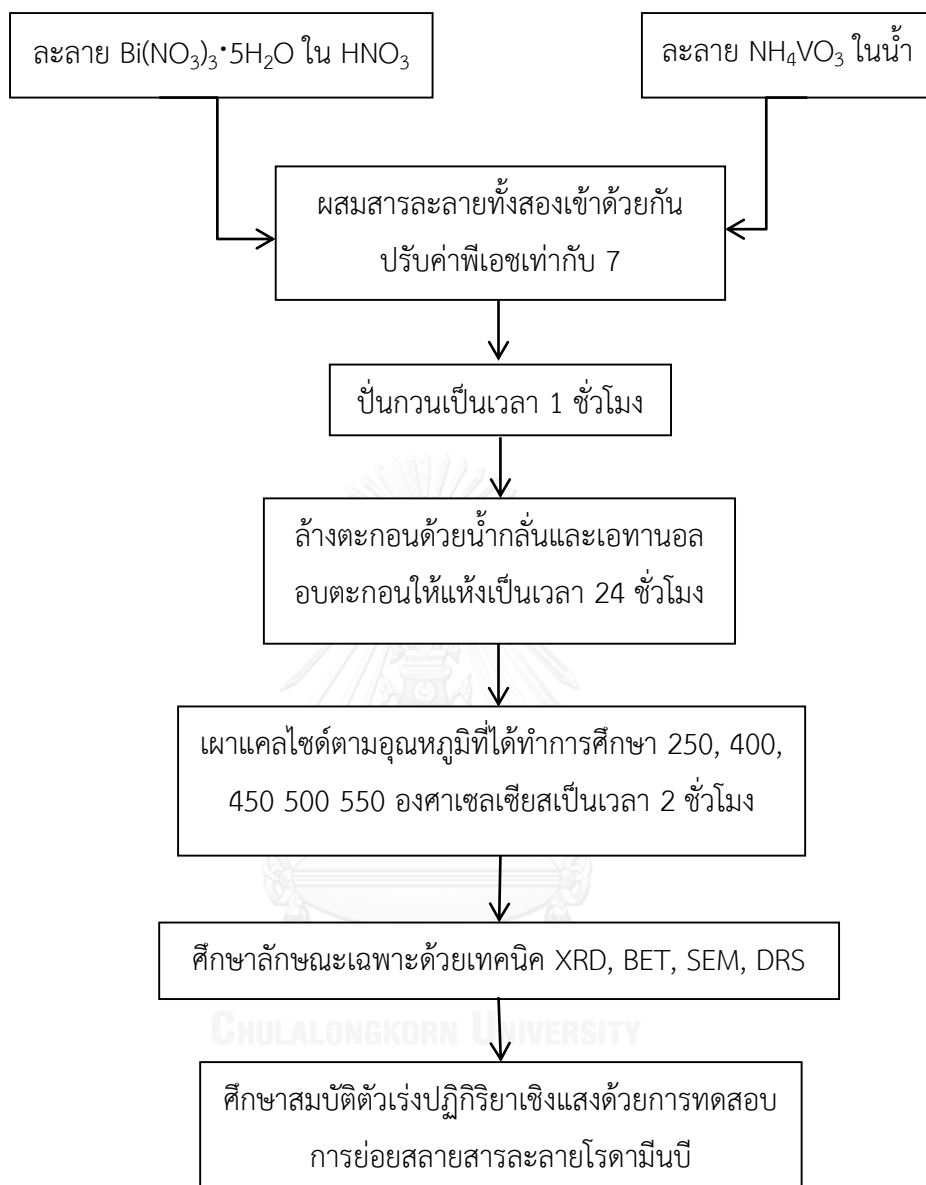 ละลาย Bi(NO₃)₃·5H₂O ใน HNO₃
ละลาย NH₄VO₃ ในน้ำ
ผสมสารละลายทั้งสองเข้าด้วยกัน
ปรับค่าพีเอชเท่ากับ 7
ปั่นกวนเป็นเวลา 1 ชั่วโมง
ล้างตะกอนด้วยน้ำกลั่นและเอทานอล
อบตะกอนให้แห้งเป็นเวลา 24 ชั่วโมง
เผาแคลไซด์ตามอุณหภูมิที่ได้ทำการศึกษา 250, 400,
450 500 550 องศาเซลเซียสเป็นเวลา 2 ชั่วโมง
ศึกษาลักษณะเฉพาะด้วยเทคนิค XRD, BET, SEM, DRS
CHULALONGKORN UNIVERSITY
ศึกษาสมบัติตัวเร่งปฏิกิริยาเชิงแสงด้วยการทดสอบ
การย่อยสลายสารละลายโรดามีนบี